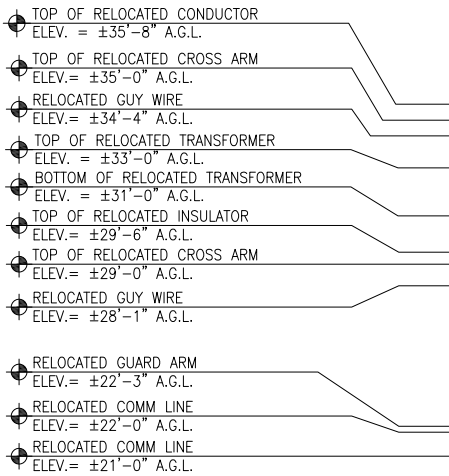 TOP OF RELOCATED CONDUCTOR
ELEV. = ±35'-8" A.G.L.
TOP OF RELOCATED CROSS ARM
ELEV.= ±35'-0" A.G.L.
RELOCATED GUY WIRE
ELEV.= ±34'-4" A.G.L.
TOP OF RELOCATED TRANSFORMER
ELEV. = ±33'-0" A.G.L.
BOTTOM OF RELOCATED TRANSFORMER
ELEV. = ±31'-0" A.G.L.
TOP OF RELOCATED INSULATOR
ELEV.= ±29'-6" A.G.L.
TOP OF RELOCATED CROSS ARM
ELEV.= ±29'-0" A.G.L.
RELOCATED GUY WIRE
ELEV.= ±28'-1" A.G.L.
RELOCATED GUARD ARM
ELEV.= ±22'-3" A.G.L.
RELOCATED COMM LINE
ELEV.= ±22'-0" A.G.L.
RELOCATED COMM LINE
ELEV.= ±21'-0" A.G.L.